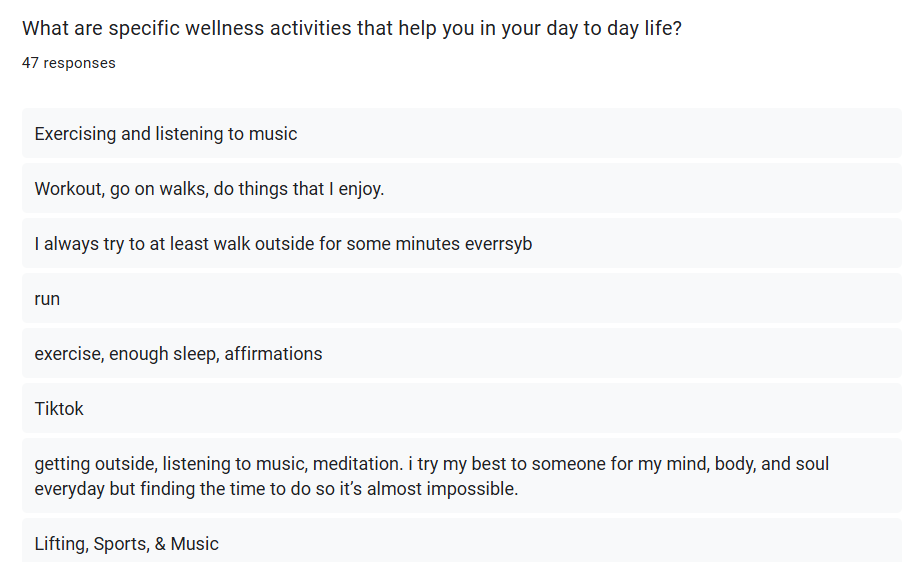 What are specific wellness activities that help you in your day to day life?
47 responses
Exercising and listening to music
Workout, go on walks, do things that I enjoy.
I always try to at least walk outside for some minutes everrsyb
run
exercise, enough sleep, affirmations
Tiktok
getting outside, listening to music, meditation. i try my best to someone for my mind, body, and soul
everyday but finding the time to do so it’s almost impossible.
Lifting, Sports, & Music